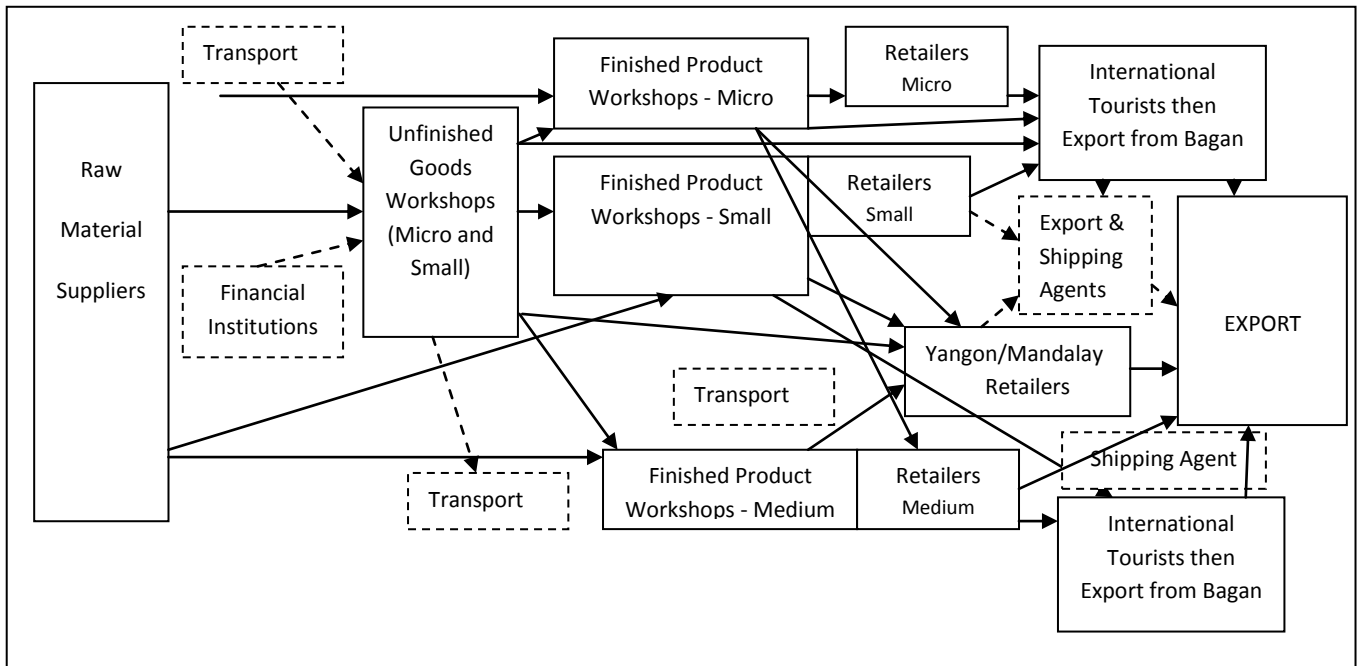 Transport
Raw
Material
Suppliers
Financial
Institutions
Unfinished
Goods
Workshops
(Micro and
Small)
Transport
Finished Product
Workshops - Micro
Retailers
Micro
Finished Product
Workshops - Small
Retailers
Small
Transport
Finished Product
Workshops - Medium
Retailers
Medium
International
Tourists then
Export from Bagan
Export &
Shipping
Agents
Yangon/Mandalay
Retailers
EXPORT
Shipping Agent
International
Tourists then
Export from Bagan